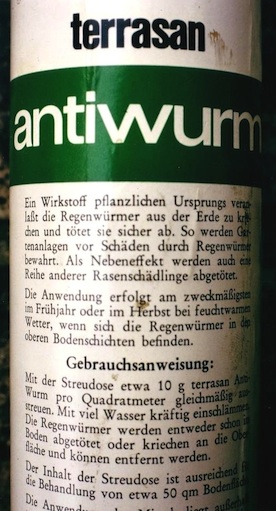 terrasan
antiwurm
Ein Wirkstoff pflanzlichen Ursprungs veran-
laßt die Regenwürmer aus der Erde zu krie-
chen und tötet sie sicher ab. So werden Gar-
tenanlagen vor Schäden durch Regenwürmer
bewahrt. Als Nebeneffekt werden auch eine
Reihe anderer Rasenschädlinge abgetötet.
Die Anwendung erfolgt am zweckmäßigsten
im Frühjahr oder im Herbst bei feuchtwarmem
Wetter, wenn sich die Regenwürmer in den
oberen Bodenschichten befinden.
Gebrauchsanweisung:
Mit der Streudose etwa 10 g terrasan Anti-
Wurm pro Quadratmeter gleichmäßig aus-
streuen. Mit viel Wasser kräftig einschlämmen.
Die Regenwürmer werden entweder schon im
Boden abgetötet oder kriechen an die Ober-
fläche und können entfernt werden.
Der Inhalt der Streudose ist ausreichend für
die Behandlung von etwa 50 qm Bodenfläche.
Die